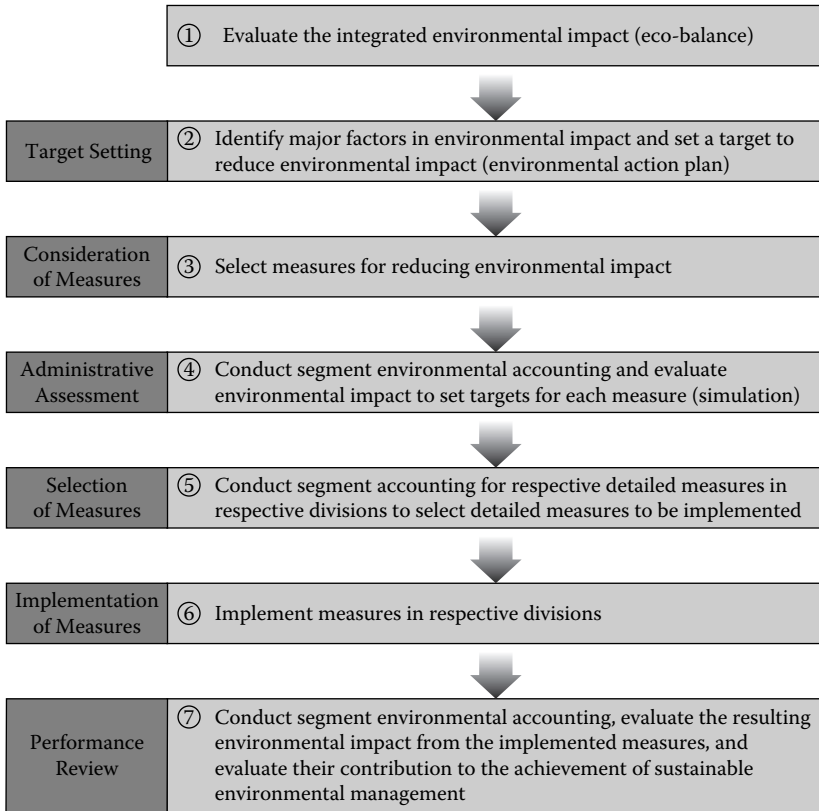 ① Evaluate the integrated environmental impact (eco-balance)
Target Setting
② Identify major factors in environmental impact and set a target to
reduce environmental impact (environmental action plan)
Consideration
of Measures
③ Select measures for reducing environmental impact
Administrative
Assessment
④ Conduct segment environmental accounting and evaluate
environmental impact to set targets for each measure (simulation)
Selection
of Measures
⑤ Conduct segment accounting for respective detailed measures in
respective divisions to select detailed measures to be implemented
Implementation
of Measures
⑥ Implement measures in respective divisions
Performance
Review
⑦ Conduct segment environmental accounting, evaluate the resulting
environmental impact from the implemented measures, and
evaluate their contribution to the achievement of sustainable
environmental management